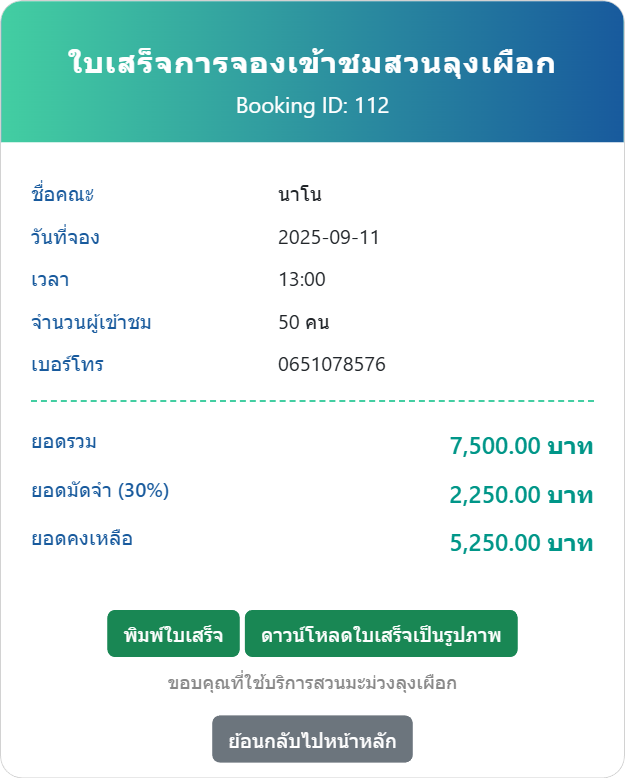 ใบเสร็จการจองเข้าชมสวนลุงเผือก
Booking ID: 112
ชื่อคณะ นาโน
วันที่จอง 2025-09-11
เวลา 13:00
จำนวนผู้เข้าชม 50 คน
เบอร์โทร 0651078576
ยอดรวม 7,500.00 บาท
ยอดมัดจำ (30%) 2,250.00 บาท
ยอดคงเหลือ 5,250.00 บาท
พิมพ์ใบเสร็จ ดาวน์โหลดใบเสร็จเป็นรูปภาพ
ขอบคุณที่ใช้บริการสวนมะม่วงลุงเผือก
ย้อนกลับไปหน้าหลัก